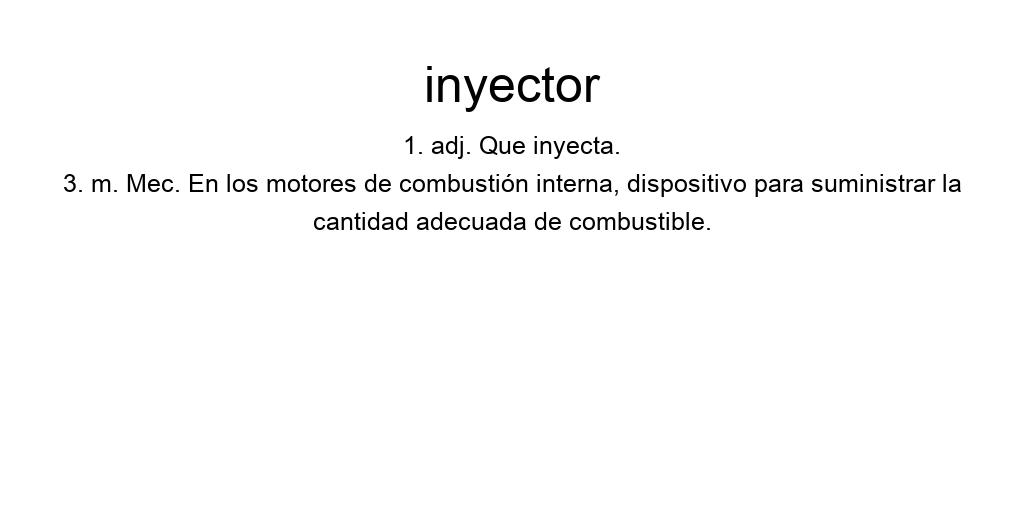 inyector
1. adj. Que inyecta.
3. m. Mec. En los motores de combustión interna, dispositivo para suministrar la
cantidad adecuada de combustible.